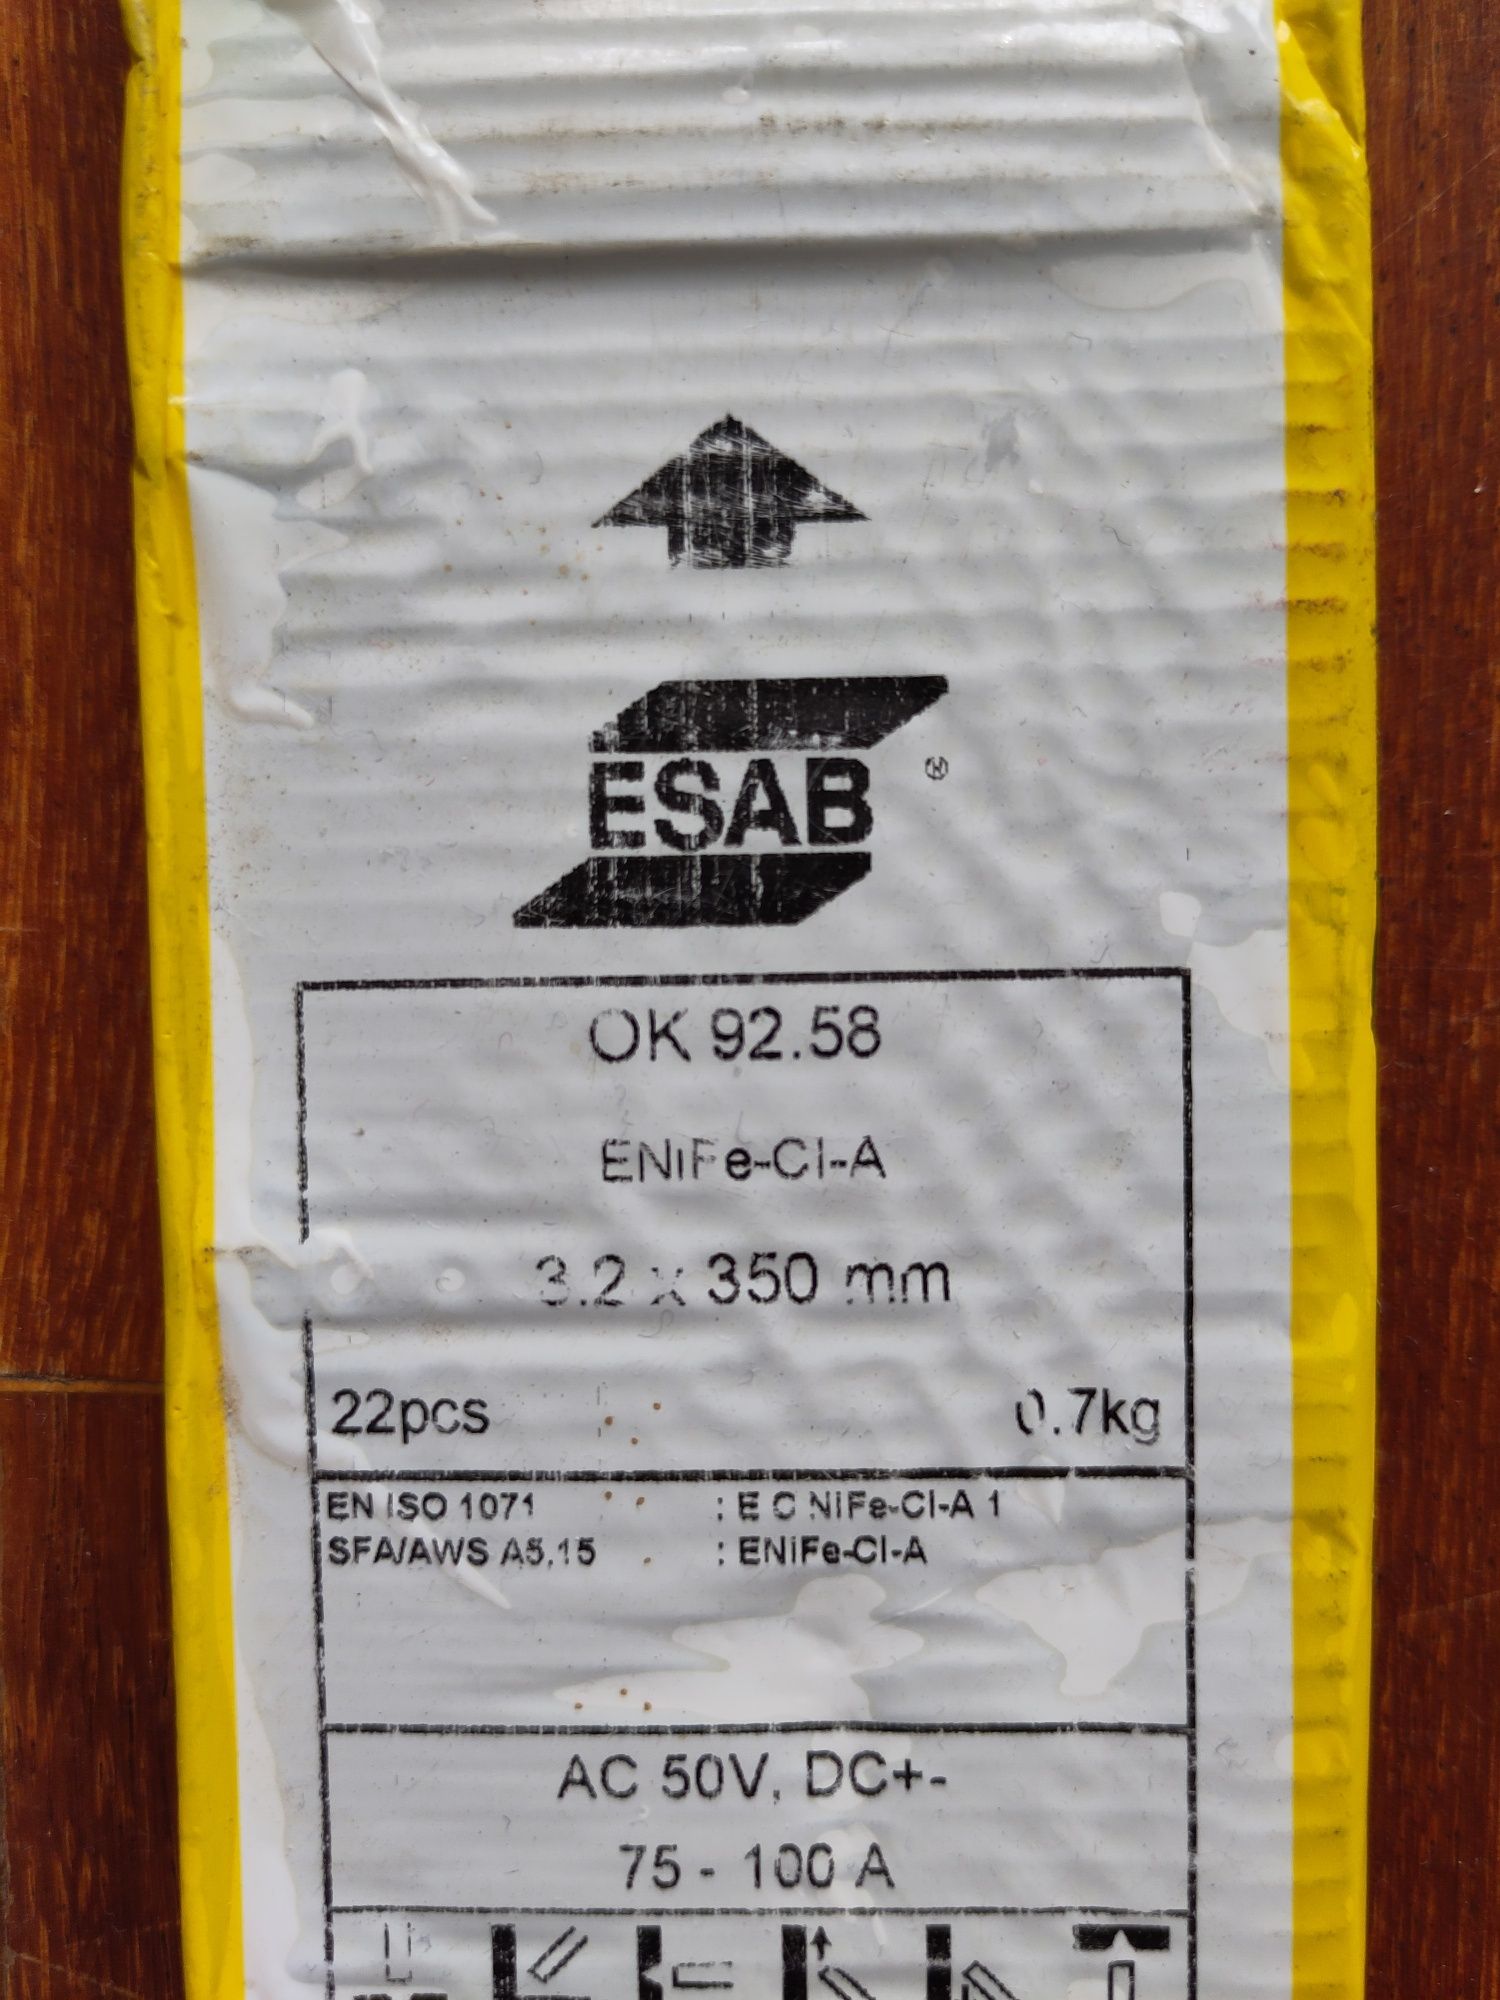 ESAB ®
OK 92.58
ENiFe-CI-A
3.2 x 350 mm
22pcs 0.7kg
EN ISO 1071 : E C NiFe-CI-A 1
SFA/AWS A5.15 : ENiFe-CI-A
AC 50V, DC+-
75 - 100 A